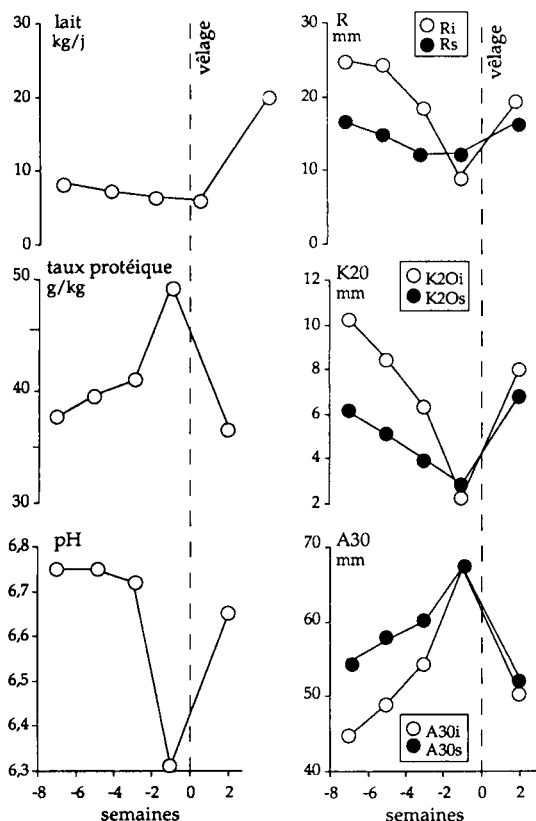 lait
kg/j
30
20
10
0
vêlage
taux protéique
g/kg
50
40
30
pH
6,8
6,7
6,6
6,5
6,4
6,3
-8 -6 -4 -2 0 2
semaines
R
mm
Ri
Rs
30
20
10
0
vêlage
K20
mm
K2Oi
K2Os
12
10
8
6
4
2
A30
mm
70
60
50
40
A30i
A30s
-8 -6 -4 -2 0 2
semaines